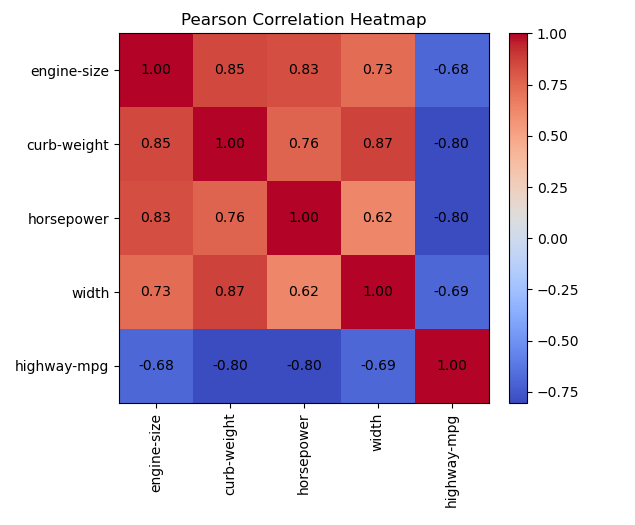 Pearson Correlation Heatmap
engine-size 1.00 0.85 0.83 0.73 -0.68
curb-weight 0.85 1.00 0.76 0.87 -0.80
horsepower 0.83 0.76 1.00 0.62 -0.80
width 0.73 0.87 0.62 1.00 -0.69
highway-mpg -0.68 -0.80 -0.80 -0.69 1.00
engine-size
curb-weight
horsepower
width
highway-mpg
1.00
0.75
0.50
0.25
0.00
−0.25
−0.50
−0.75